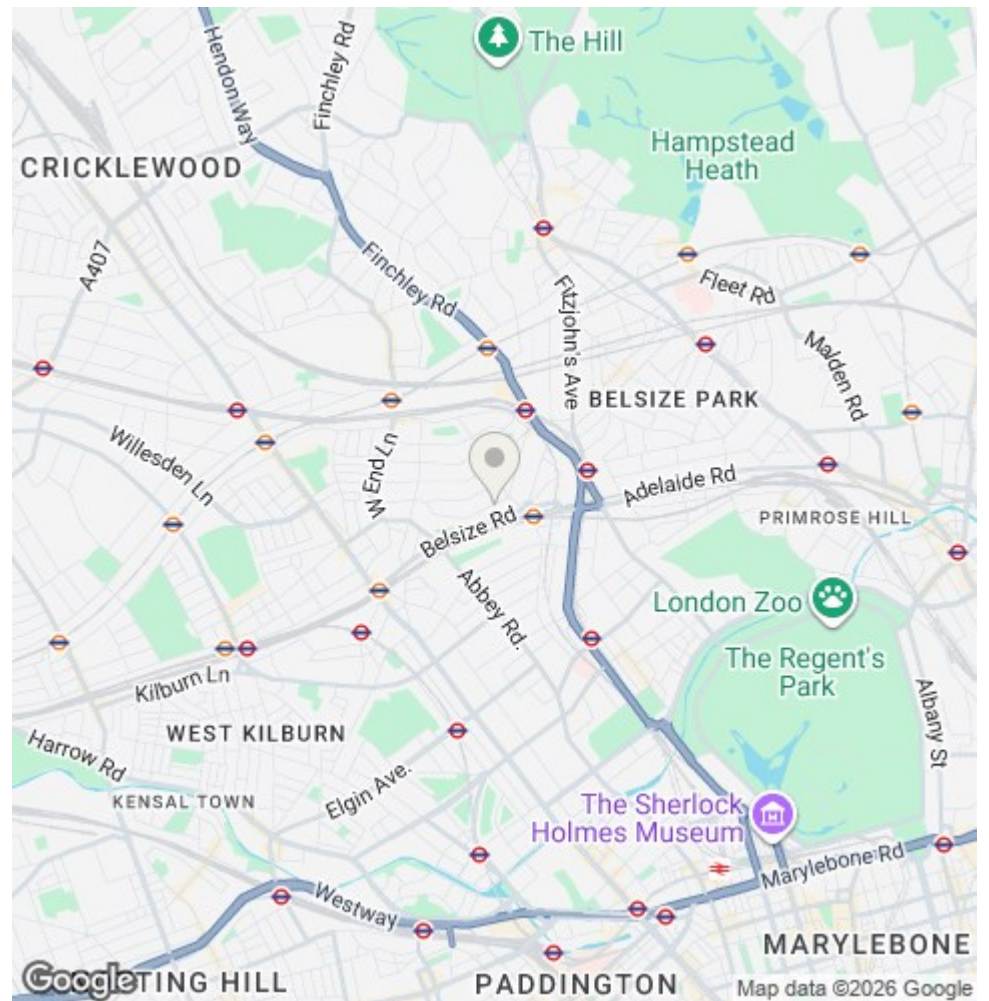 The Hill
Finchley Rd
Hendon Way
CRICKLEWOOD
Hampstead
Heath
A407
Finchley Rd
Fitzjohn's Ave
Fleet Rd
Malden Rd
BELSIZE PARK
Willesden Ln
W End Ln
Adelaide Rd
Belsize Rd
PRIMROSE HILL
Abbey Rd.
London Zoo
The Regent's
Park
Kilburn Ln
Albany St
WEST KILBURN
Harrow Rd
Elgin Ave.
KENSAL TOWN
The Sherlock
Holmes Museum
Marylebone Rd
Westway
MARYLEBONE
Google
TING HILL
PADDINGTON
Map data ©2026 Google